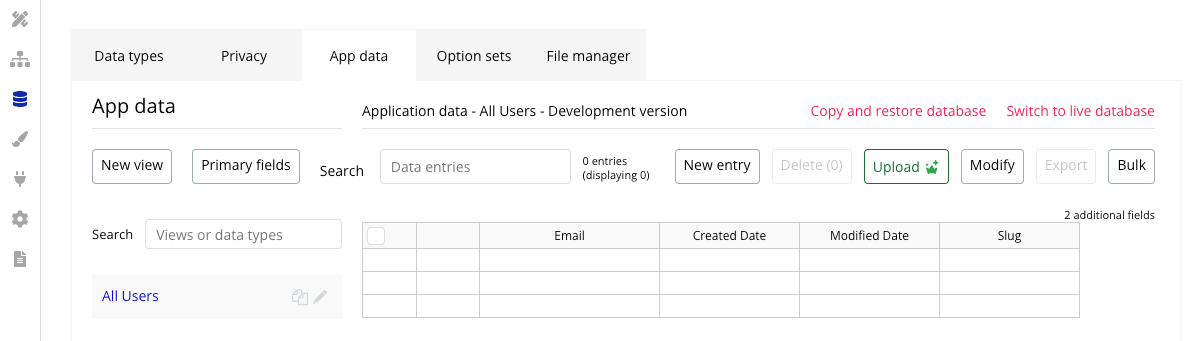 Data types Privacy App data Option sets File manager
App data
Application data - All Users - Development version Copy and restore database Switch to live database
New view Primary fields Search Data entries 0 entries (displaying 0) New entry Delete (0) Upload Modify Export Bulk
2 additional fields
Search Views or data types
Email Created Date Modified Date Slug
All Users